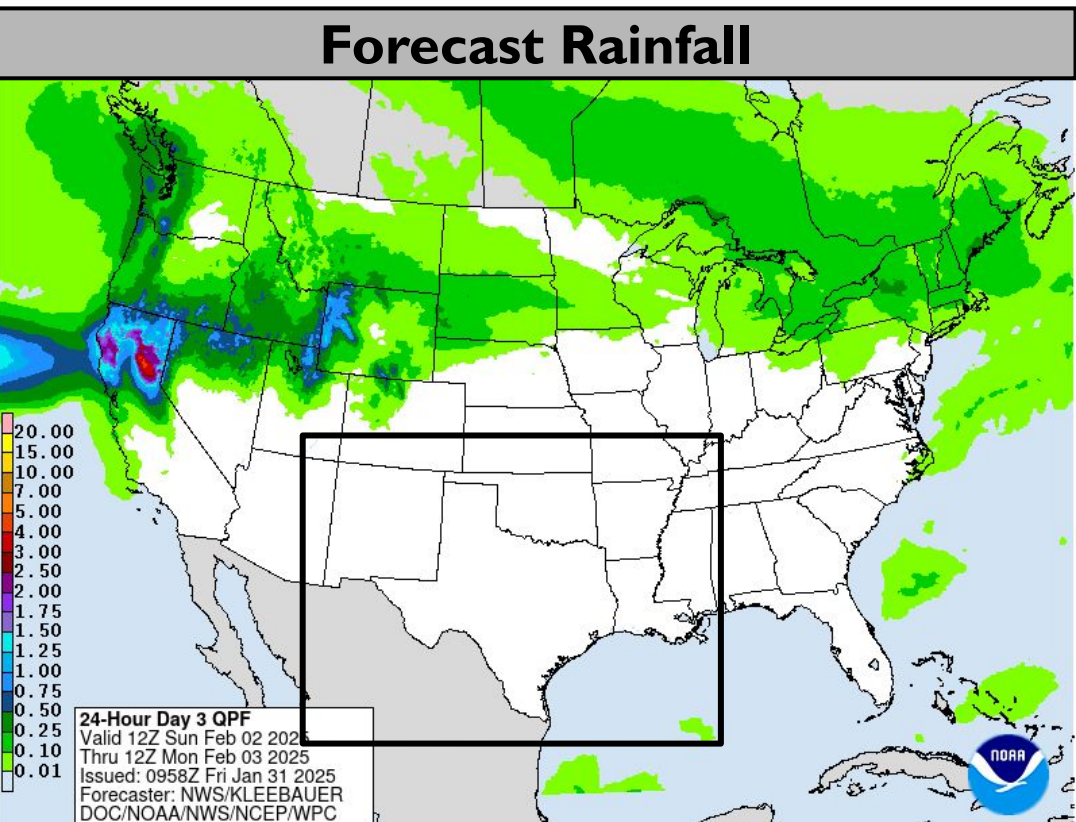 Forecast Rainfall
20.00
15.00
10.00
7.00
5.00
4.00
3.00
2.50
2.00
1.75
1.50
1.25
1.00
0.75
0.50
0.25
0.10
0.01
24-Hour Day 3 QPF
Valid 12Z Sun Feb 02 2025
Thru 12Z Mon Feb 03 2025
Issued: 0958Z Fri Jan 31 2025
Forecaster: NWS/KLEEBAUER
DOC/NOAA/NWS/NCEP/WPC
NOAA